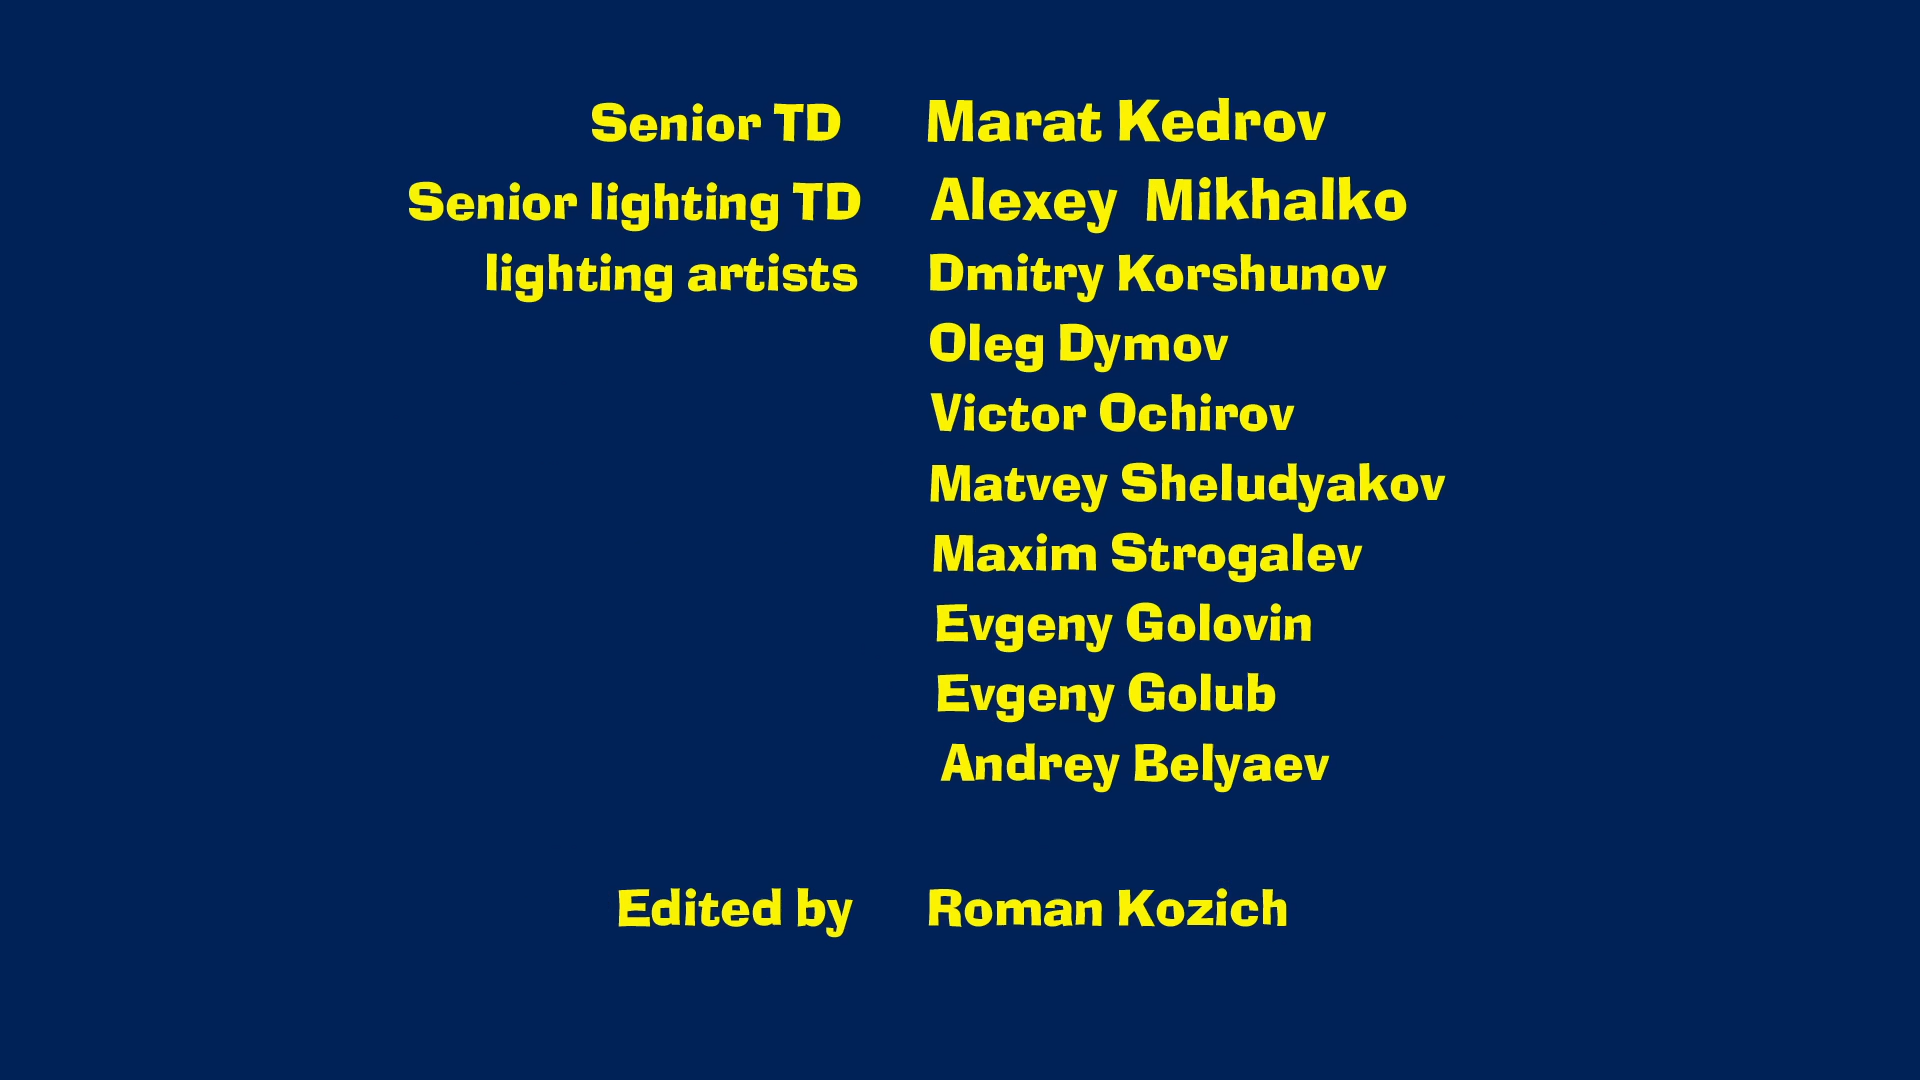 Senior TD Marat Kedrov
Senior lighting TD Alexey Mikhalko
lighting artists Dmitry Korshunov
Oleg Dymov
Victor Ochirov
Matvey Sheludyakov
Maxim Strogalev
Evgeny Golovin
Evgeny Golub
Andrey Belyaev
Edited by Roman Kozich